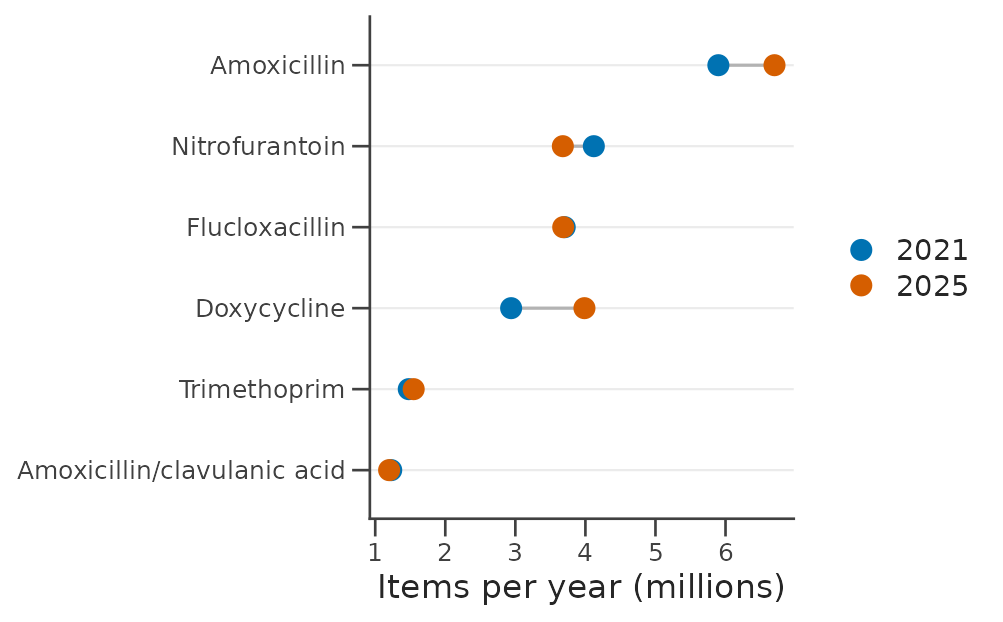 Amoxicillin
Nitrofurantoin
Flucloxacillin
Doxycycline
Trimethoprim
Amoxicillin/clavulanic acid
1 2 3 4 5 6
Items per year (millions)
2021
2025